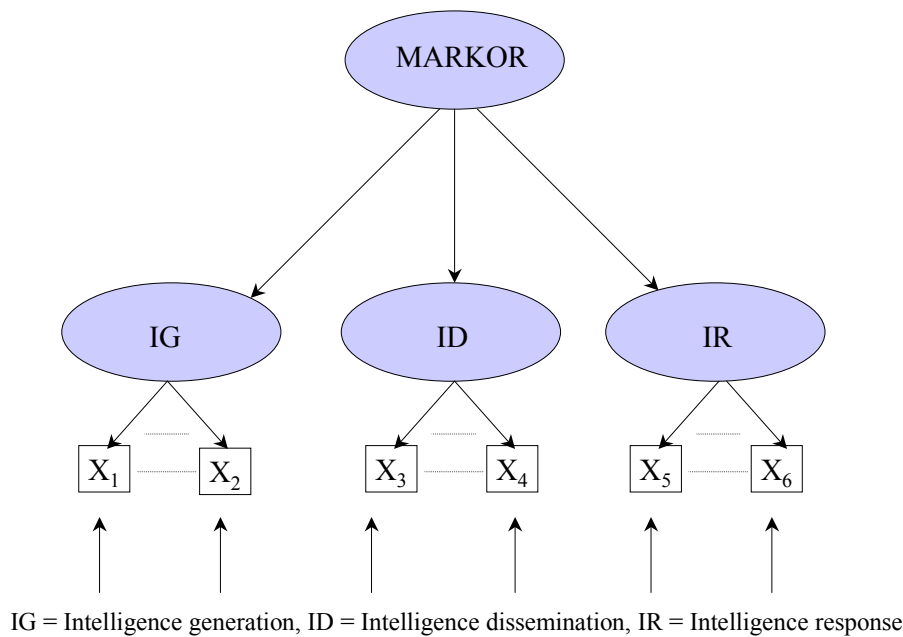 MARKOR
IG ID IR
X₁ X₂ X₃ X₄ X₅ X₆
IG = Intelligence generation, ID = Intelligence dissemination, IR = Intelligence response